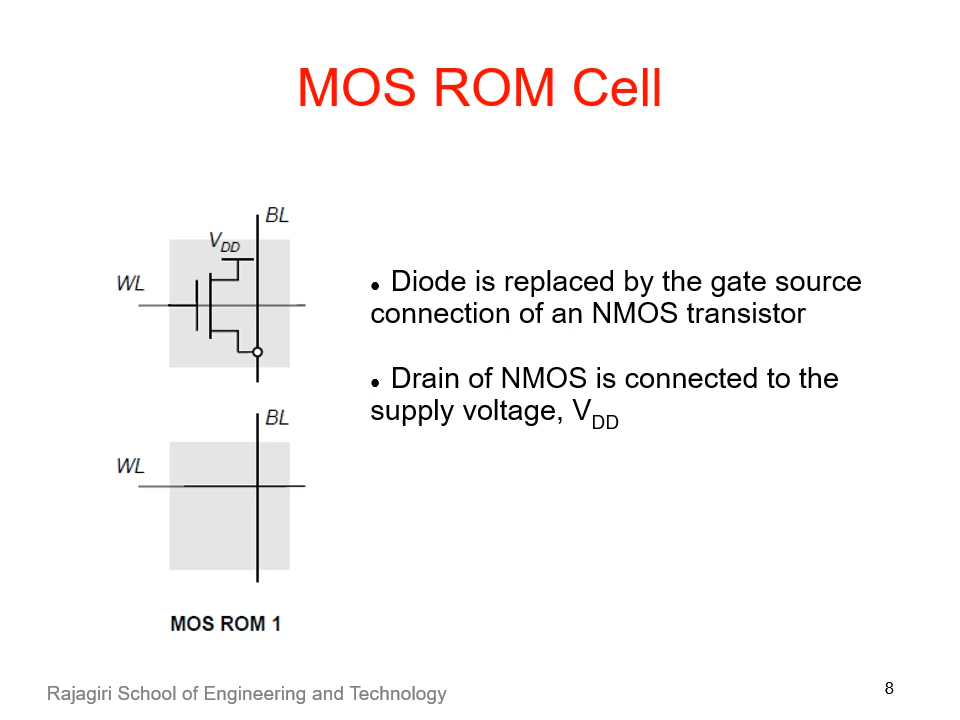 MOS ROM Cell
BL
V_DD
WL
● Diode is replaced by the gate source
connection of an NMOS transistor
● Drain of NMOS is connected to the
supply voltage, V_DD
BL
WL
MOS ROM 1
Rajagiri School of Engineering and Technology
8